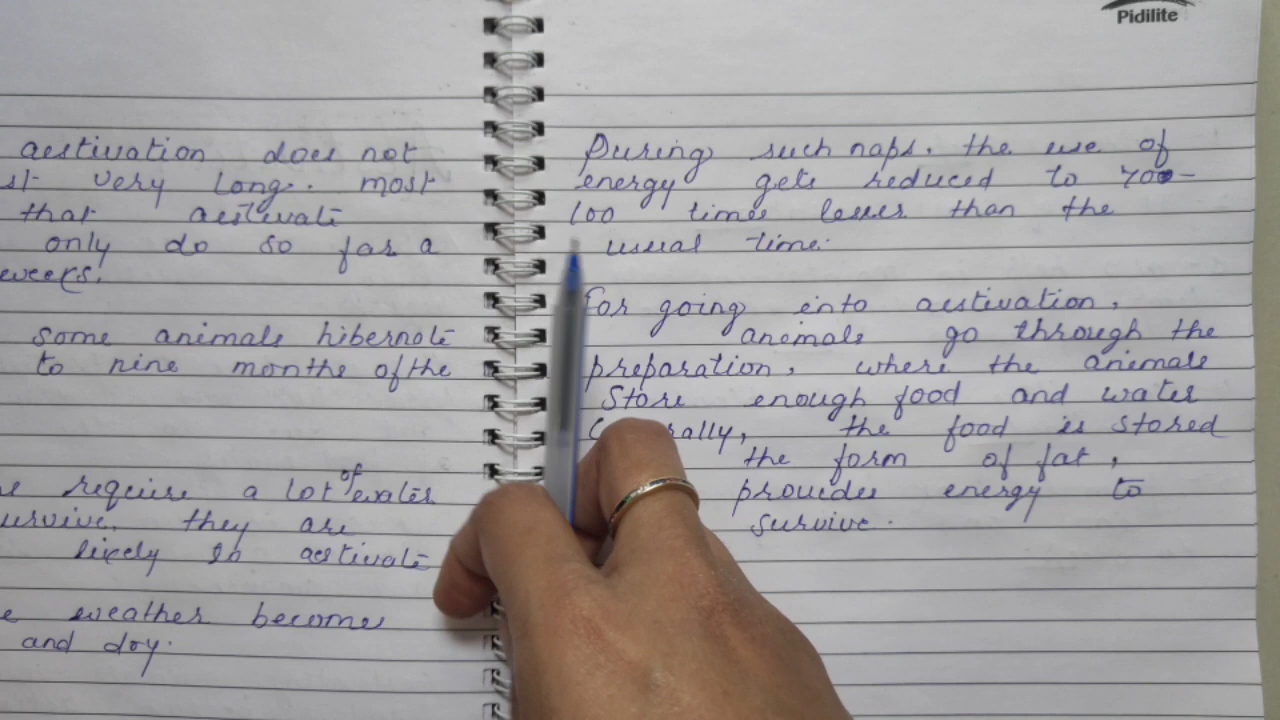 aestivation does not
very long. most
that aestivate
only do so for a
weeks.
some animals hibernate
to nine months of the
require a lot of water
survive. they are
likely to aestivate
weather becomes
and dry.
Pidilite
During such naps. the use of
energy gets reduced to 70-
100 times lesser than the
usual time.
For going into aestivation,
animals go through the
preparation, where the animals
store enough food and water
the food is stored
the form of fat,
provides energy to
survive.